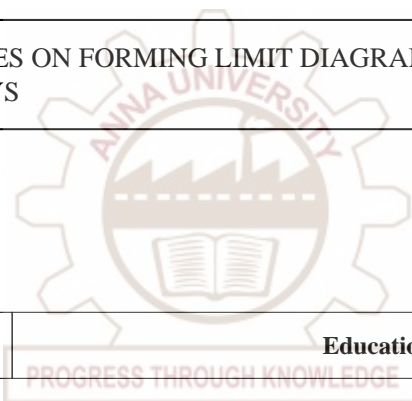 ES ON FORMING LIMIT DIAGRA
YS
ANNA UNIVERSITY
Educatio
PROGRESS THROUGH KNOWLEDGE